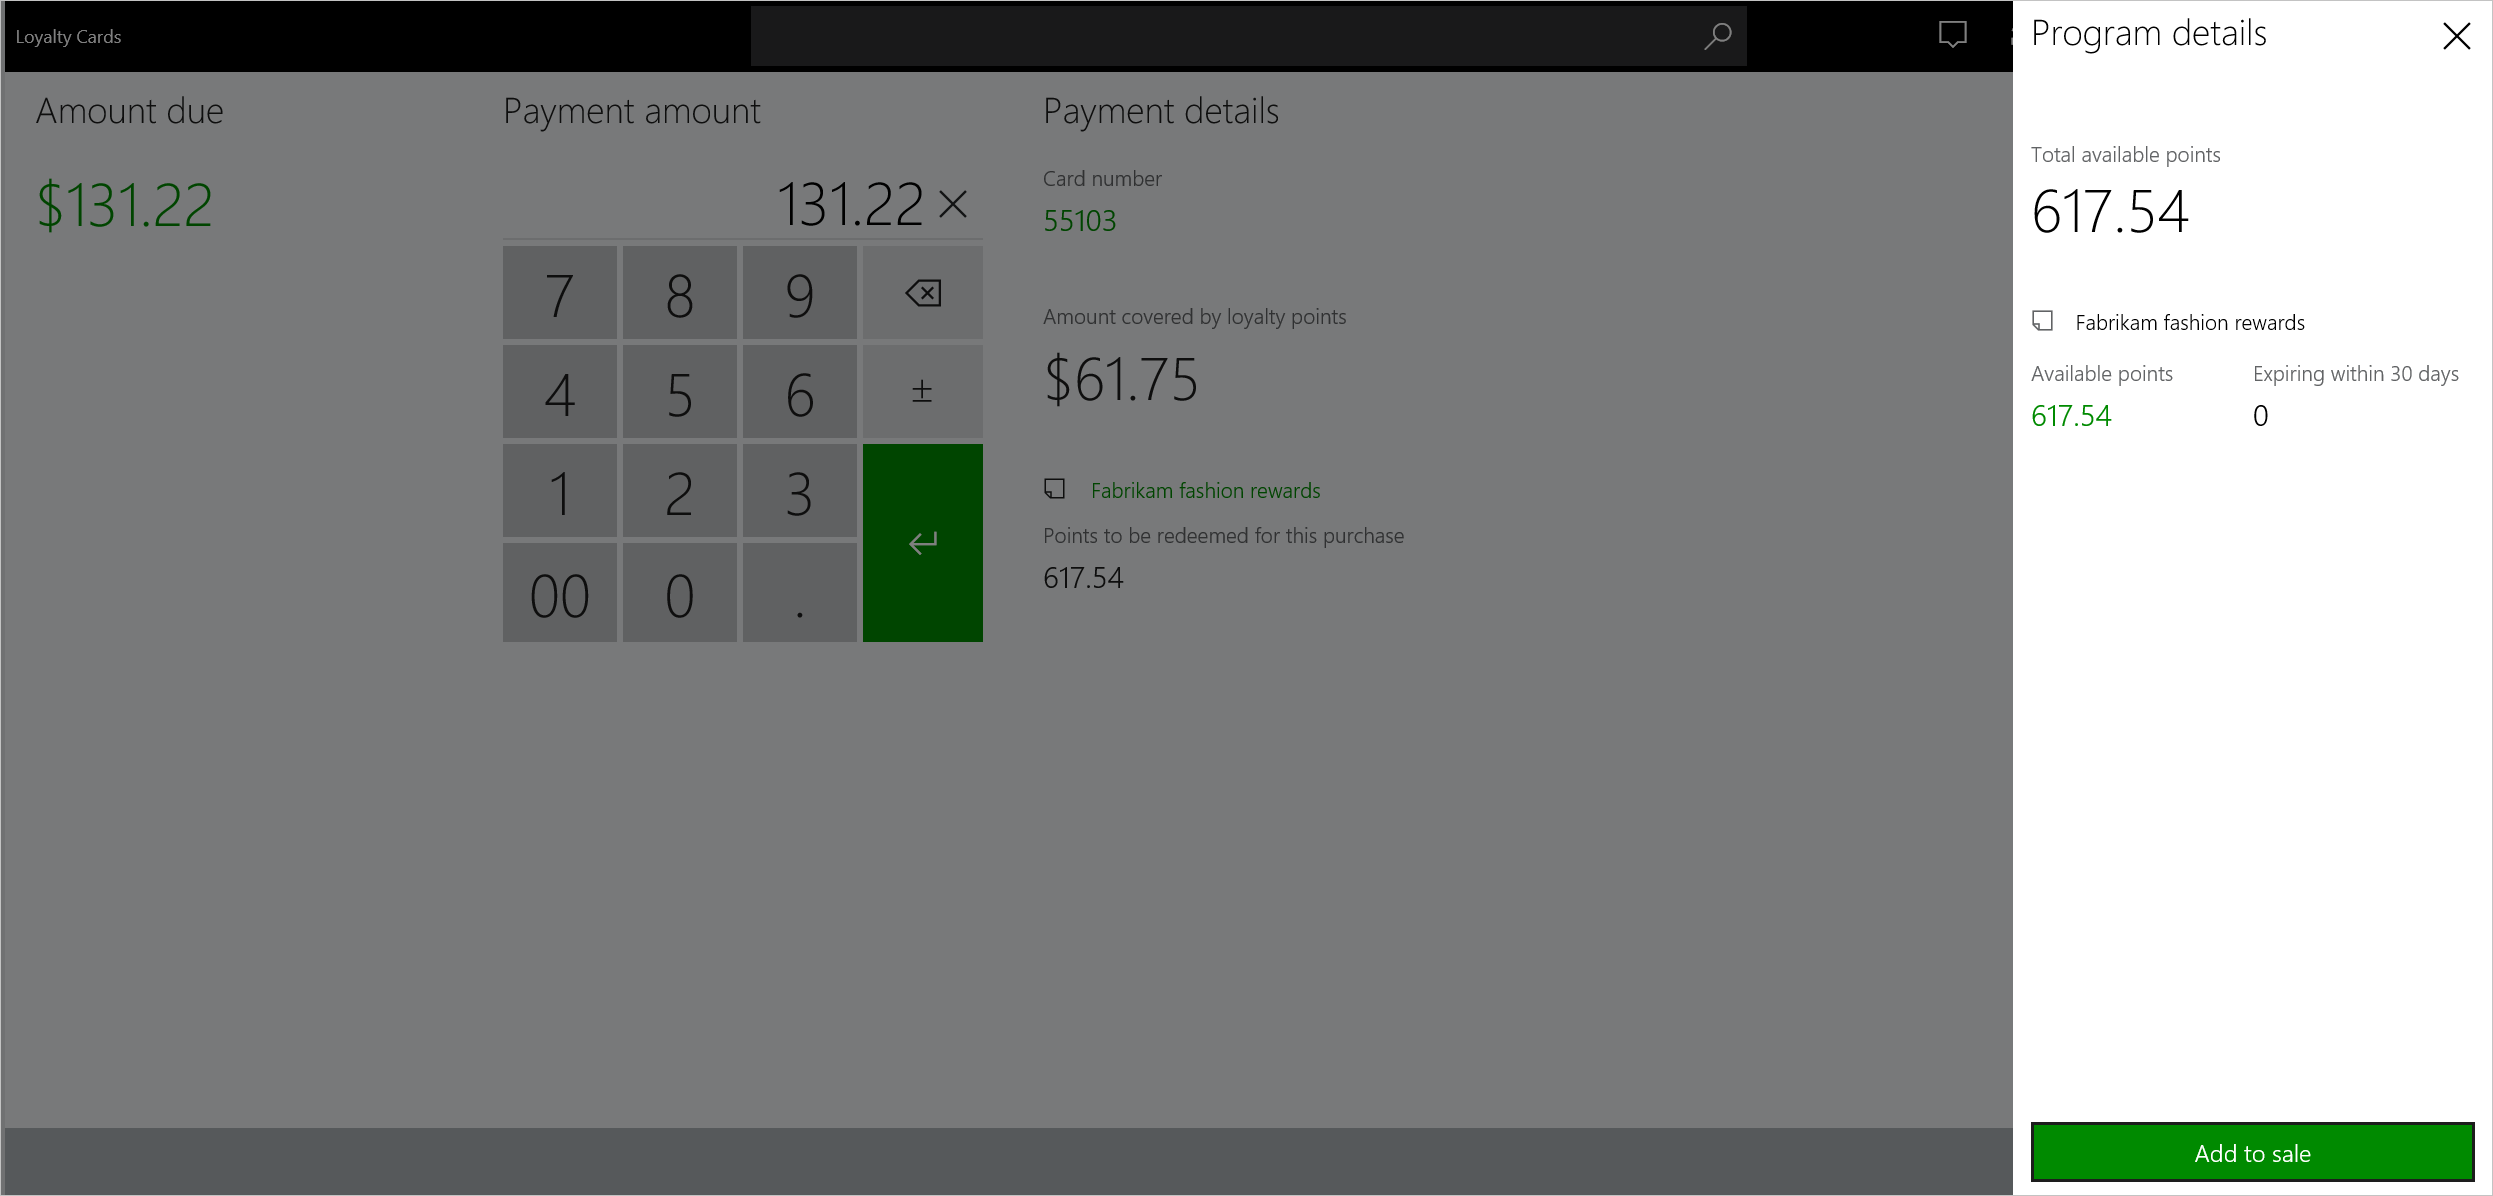 Loyalty Cards
Amount due
$131.22
Payment amount
131.22
7 8 9
4 5 6 ±
1 2 3
00 0 .
Payment details
Card number
55103
Amount covered by loyalty points
$61.75
Fabrikam fashion rewards
Points to be redeemed for this purchase
617.54
Program details
Total available points
617.54
Fabrikam fashion rewards
Available points Expiring within 30 days
617.54 0
Add to sale